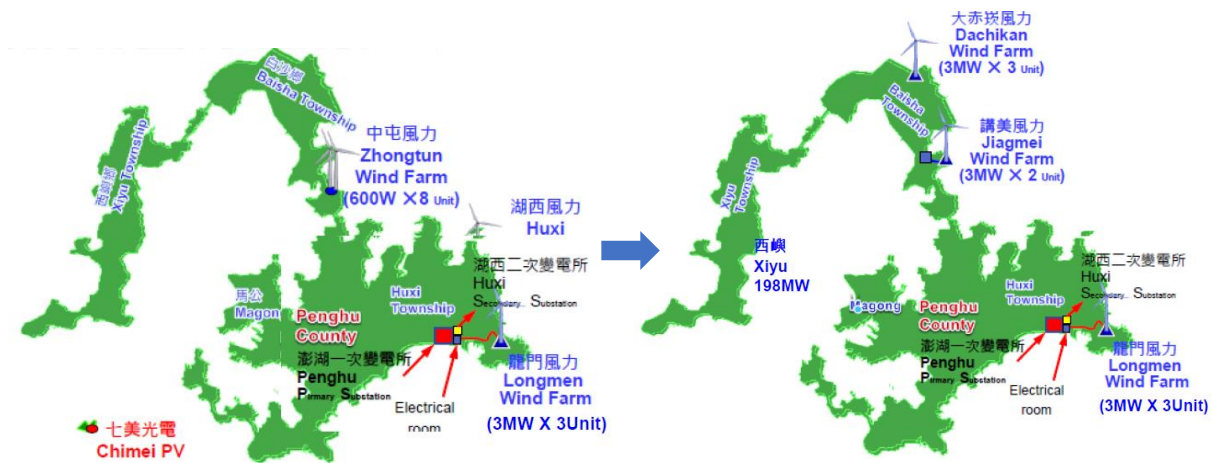 白沙鄉
Baisha Township
西嶼鄉
Xiyu Township
中屯風力
Zhongtun
Wind Farm
(600W ×8 Unit)
湖西風力
Huxi
湖西二次變電所
Huxi
Secondary... Substation
馬公
Magon
Huxi
Township
Penghu
County
澎湖一次變電所
Penghu
Pirmary Substation
Electrical
room
龍門風力
Longmen
Wind Farm
(3MW X 3Unit)
七美光電
Chimei PV
大赤崁風力
Dachikan
Wind Farm
(3MW X 3 Unit)
Baisha
Township
講美風力
Jiagmei
Wind Farm
(3MW × 2 Unit)
Xiyu
Township
西嶼
Xiyu
198MW
Magong
Huxi
Township
Penghu
County
湖西二次變電所
Huxi
Secondary... Substation
澎湖一次變電所
Penghu
Pirmary Substation
Electrical
room
龍門風力
Longmen
Wind Farm
(3MW X 3Unit)